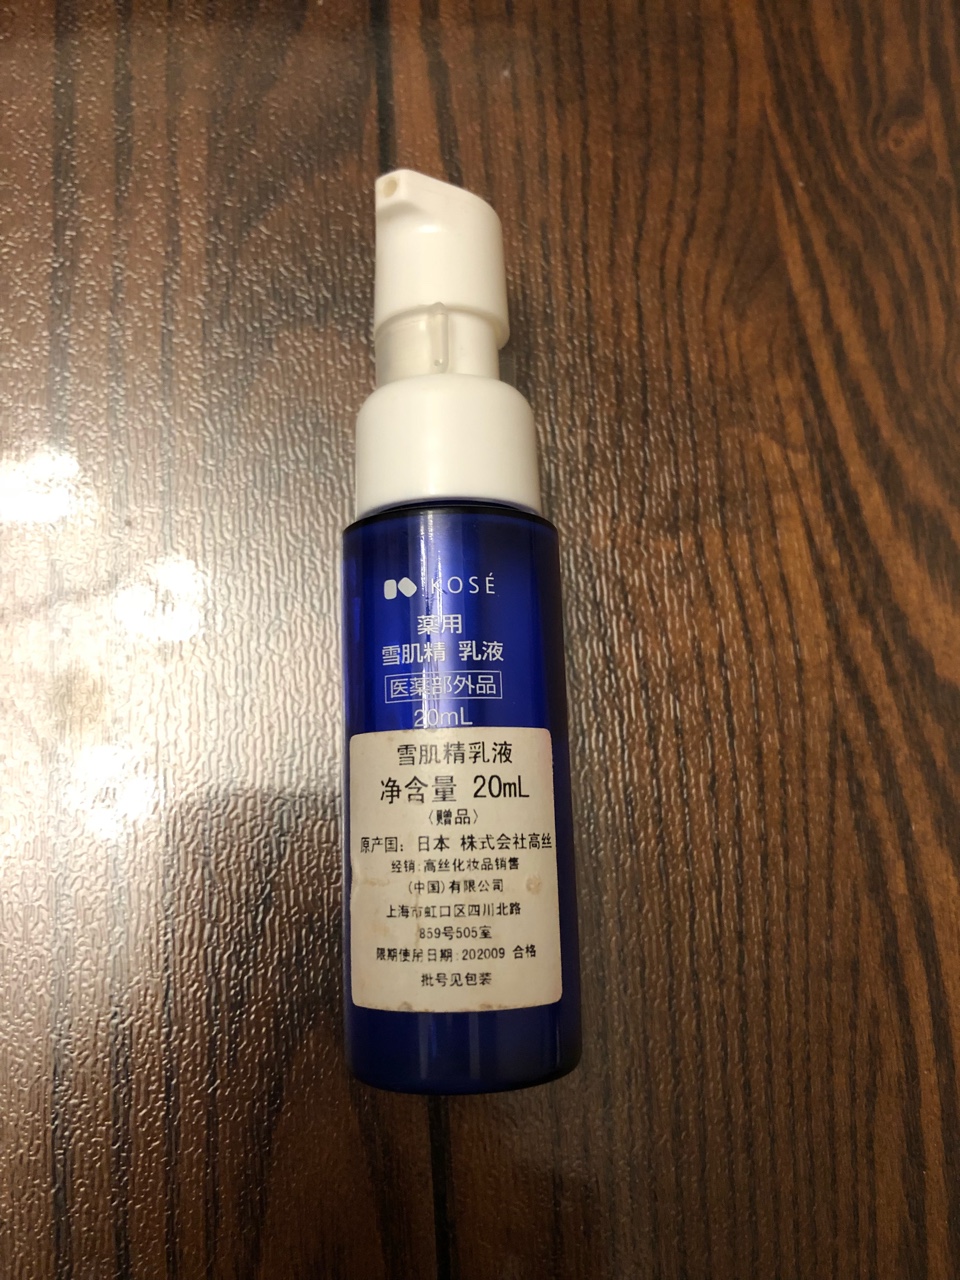 KOSÉ
薬用
雪肌精 乳液
医薬部外品
20mL
雪肌精乳液
净含量 20mL
〈赠品〉
原产国：日本 株式会社高丝
经销：高丝化妆品销售
(中国)有限公司
上海市虹口区四川北路
859号505室
限期使用日期：202009 合格
批号见包装